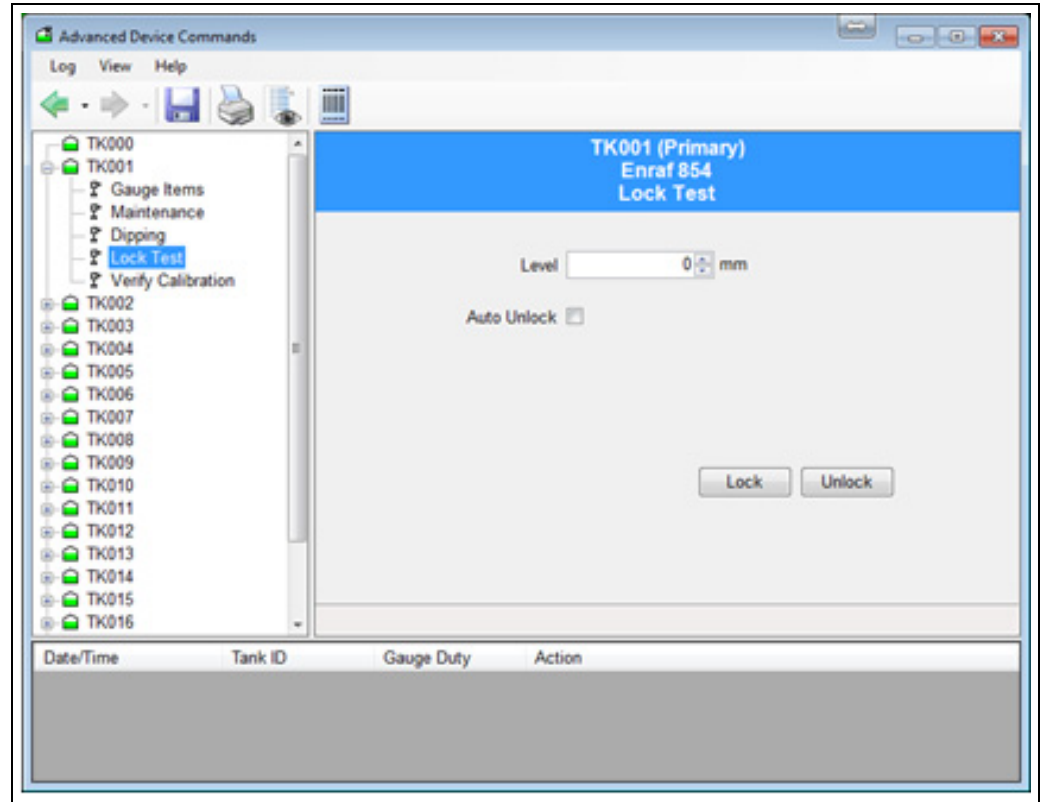 Advanced Device Commands
Log View Help
TK000
TK001
Gauge Items
Maintenance
Dipping
Lock Test
Verify Calibration
TK002
TK003
TK004
TK005
TK006
TK007
TK008
TK009
TK010
TK011
TK012
TK013
TK014
TK015
TK016
TK001 (Primary)
Enraf 854
Lock Test
Level 0 mm
Auto Unlock
Lock Unlock
Date/Time Tank ID Gauge Duty Action